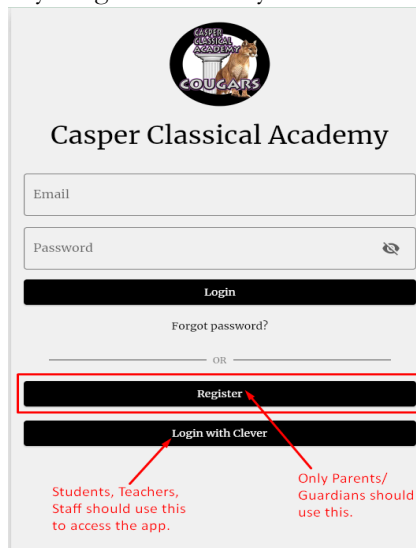 CASPER
CLASSICAL
ACADEMY
COUGARS
Casper Classical Academy
Email
Password
Login
Forgot password?
OR
Register
Login with Clever
Students, Teachers,
Staff should use this
to access the app.
Only Parents/
Guardians should
use this.